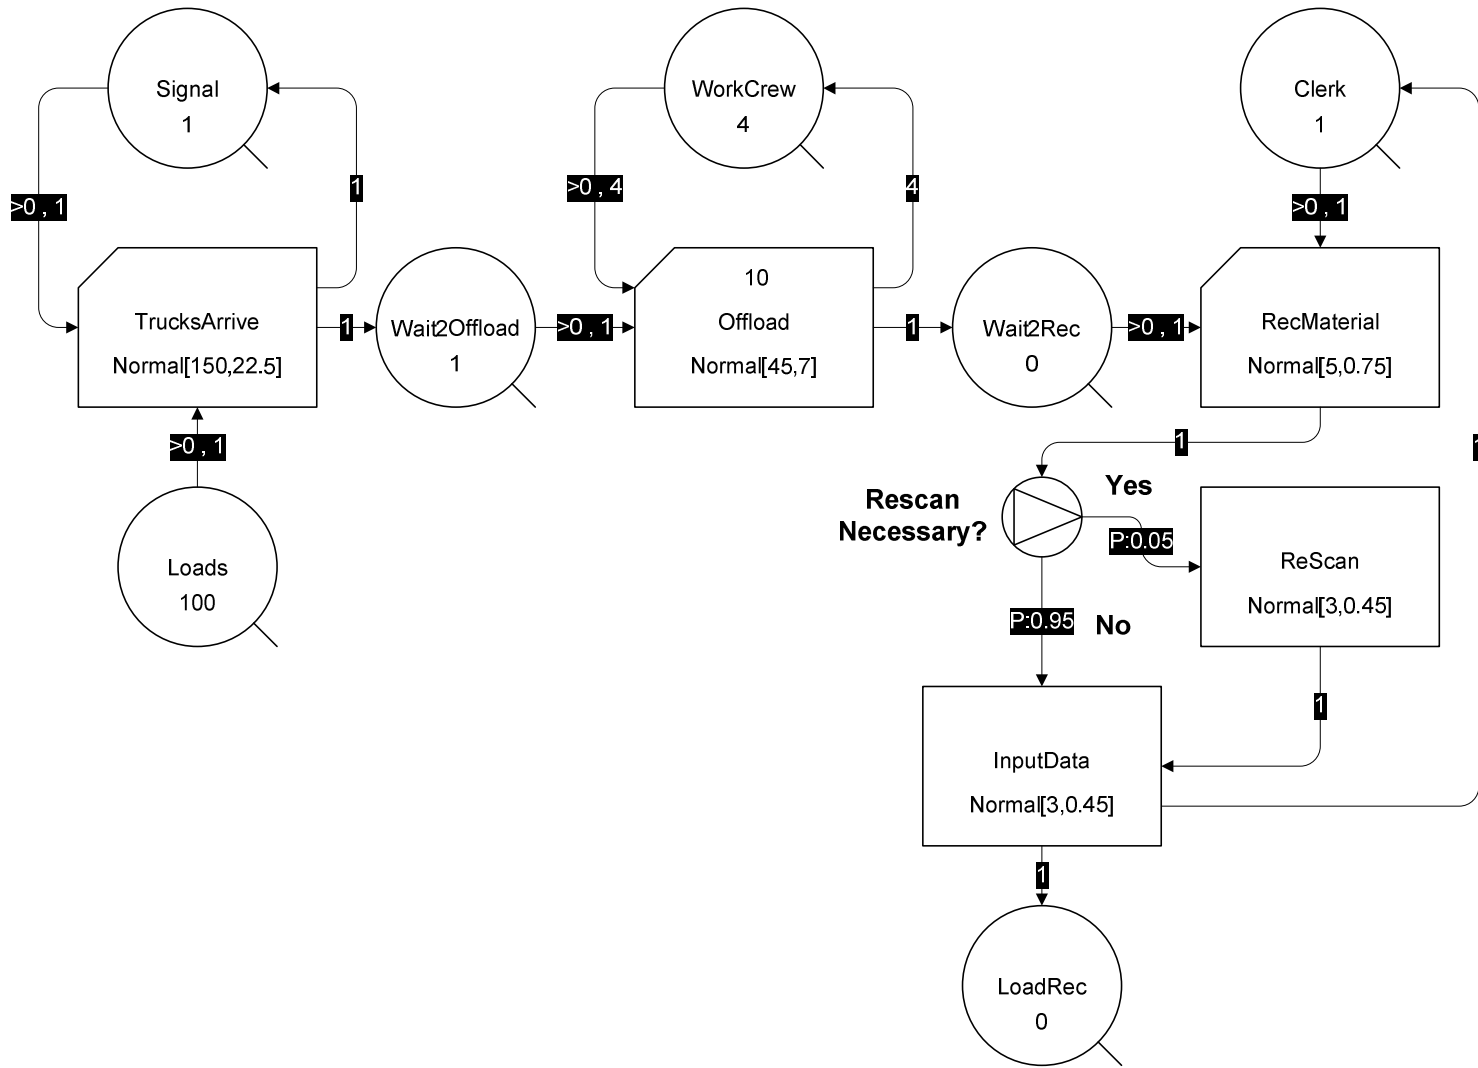 Signal
1
WorkCrew
4
Clerk
1
>0 , 1
1
>0 , 4
4
>0 , 1
TrucksArrive
Normal[150,22.5]
1
Wait2Offload
1
>0 , 1
10
Offload
Normal[45,7]
1
Wait2Rec
0
>0 , 1
RecMaterial
Normal[5,0.75]
>0 , 1
1
Loads
100
Rescan
Necessary?
Yes
P:0.05
ReScan
Normal[3,0.45]
P:0.95
No
1
InputData
Normal[3,0.45]
1
LoadRec
0